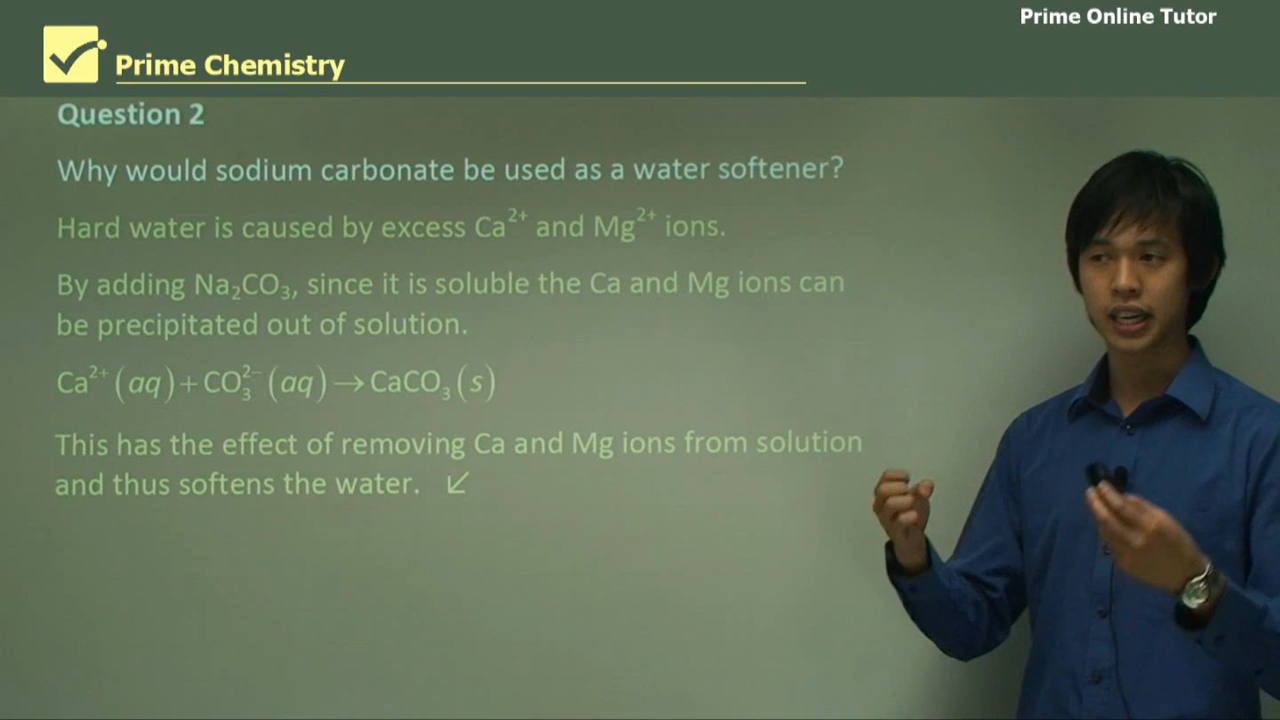 Prime Online Tutor
Prime Chemistry
Question 2
Why would sodium carbonate be used as a water softener?
Hard water is caused by excess Ca²⁺ and Mg²⁺ ions.
By adding Na₂CO₃, since it is soluble the Ca and Mg ions can
be precipitated out of solution.
Ca²⁺(aq)+CO₃²⁻(aq)→CaCO₃(s)
This has the effect of removing Ca and Mg ions from solution
and thus softens the water. ↙